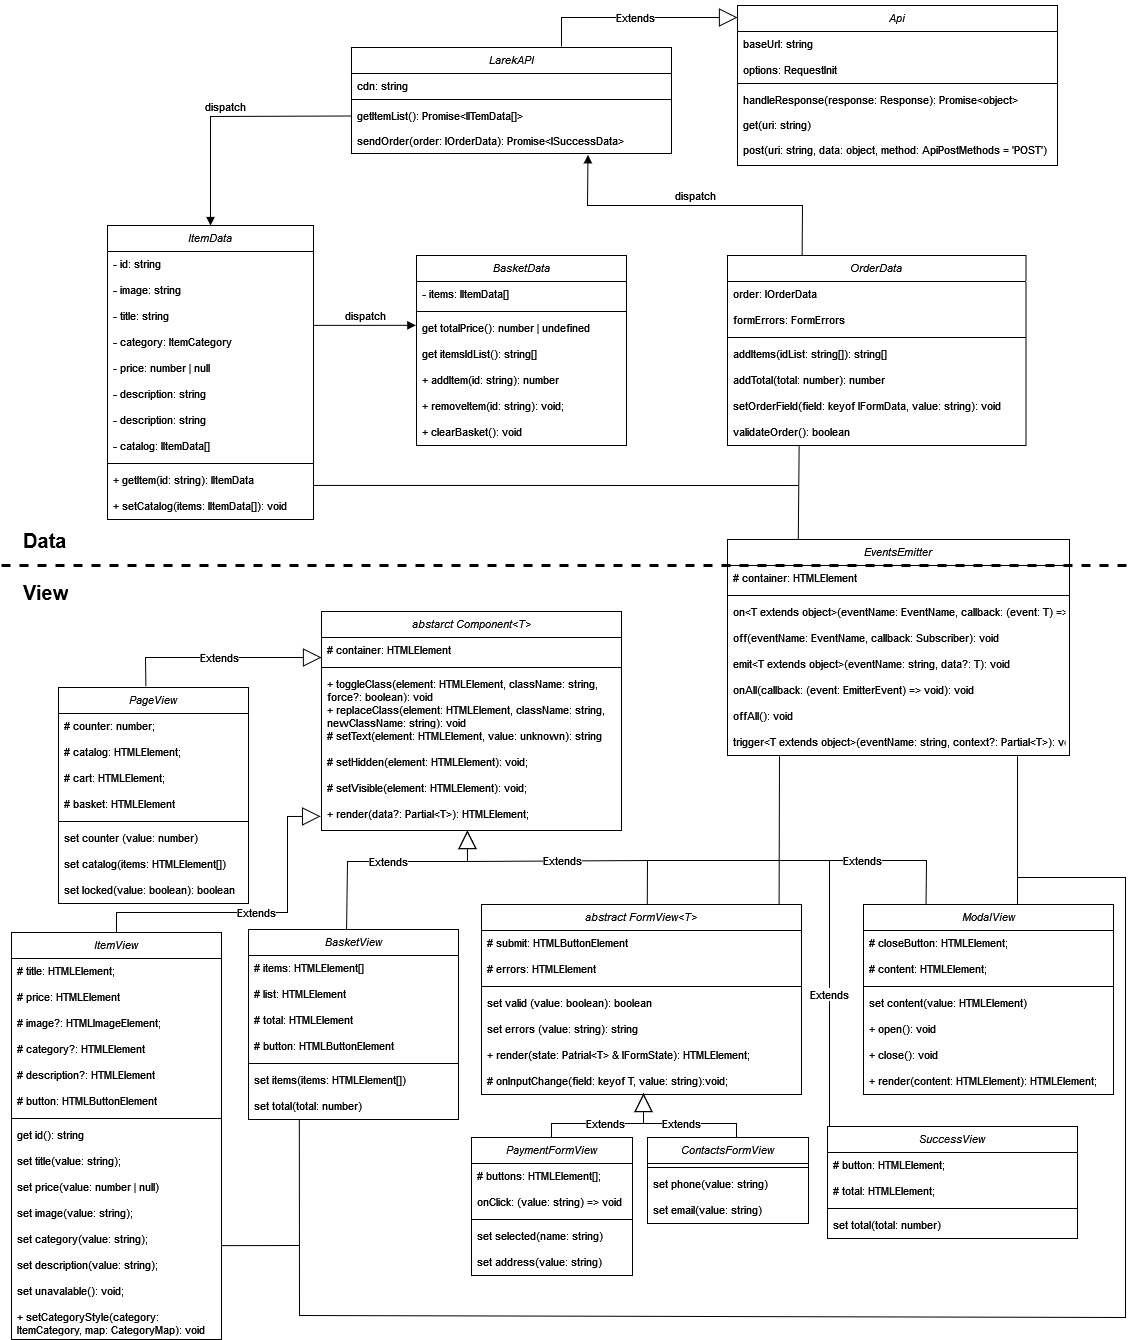 Extends
Api
baseUrl: string
options: RequestInit
handleResponse(response: Response): Promise<object>
get(uri: string)
post(uri: string, data: object, method: ApiPostMethods = 'POST')
LarekAPI
cdn: string
getItemList(): Promise<IITemData[]>
sendOrder(order: IOrderData): Promise<ISuccessData>
dispatch
dispatch
ItemData
- id: string
- image: string
- title: string
- category: ItemCategory
- price: number | null
- description: string
- description: string
- catalog: IItemData[]
+ getItem(id: string): IItemData
+ setCatalog(items: IItemData[]): void
dispatch
BasketData
- items: IItemData[]
get totalPrice(): number | undefined
get itemsIdList(): string[]
+ addItem(id: string): number
+ removeItem(id: string): void;
+ clearBasket(): void
OrderData
order: IOrderData
formErrors: FormErrors
addItems(idList: string[]): string[]
addTotal(total: number): number
setOrderField(field: keyof IFormData, value: string): void
validateOrder(): boolean
Data
View
EventsEmitter
# container: HTMLElement
on<T extends object>(eventName: EventName, callback: (event: T) =>
off(eventName: EventName, callback: Subscriber): void
emit<T extends object>(eventName: string, data?: T): void
onAll(callback: (event: EmitterEvent) => void): void
offAll(): void
trigger<T extends object>(eventName: string, context?: Partial<T>): v
abstarct Component<T>
# container: HTMLElement
+ toggleClass(element: HTMLElement, className: string,
force?: boolean): void
+ replaceClass(element: HTMLElement, className: string,
newClassName: string): void
# setText(element: HTMLElement, value: unknown): string
# setHidden(element: HTMLElement): void;
# setVisible(element: HTMLElement): void;
+ render(data?: Partial<T>): HTMLElement;
Extends
PageView
# counter: number;
# catalog: HTMLElement;
# cart: HTMLElement;
# basket: HTMLElement
set counter (value: number)
set catalog(items: HTMLElement[])
set locked(value: boolean): boolean
Extends
Extends
Extends
Extends
Extends
ItemView
# title: HTMLElement;
# price: HTMLElement
# image?: HTMLImageElement;
# category?: HTMLElement
# description?: HTMLElement
# button: HTMLButtonElement
get id(): string
set title(value: string);
set price(value: number | null)
set image(value: string);
set category(value: string);
set description(value: string);
set unavalable(): void;
+ setCategoryStyle(category:
ItemCategory, map: CategoryMap): void
BasketView
# items: HTMLElement[]
# list: HTMLElement
# total: HTMLElement
# button: HTMLButtonElement
set items(items: HTMLElement[])
set total(total: number)
abstract FormView<T>
# submit: HTMLButtonElement
# errors: HTMLElement
set valid (value: boolean): boolean
set errors (value: string): string
+ render(state: Patrial<T> & IFormState): HTMLElement;
# onInputChange(field: keyof T, value: string):void;
ModalView
# closeButton: HTMLElement;
# content: HTMLElement;
set content(value: HTMLElement)
+ open(): void
+ close(): void
+ render(content: HTMLElement): HTMLElement;
Extends
Extends
PaymentFormView
# buttons: HTMLElement[];
onClick: (value: string) => void
set selected(name: string)
set address(value: string)
ContactsFormView
set phone(value: string)
set email(value: string)
SuccessView
# button: HTMLElement;
# total: HTMLElement;
set total(total: number)